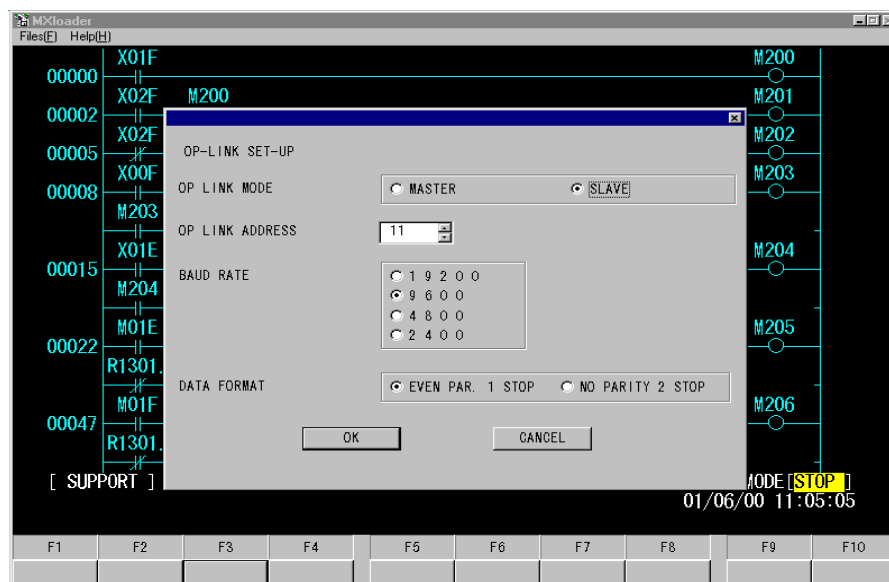 MXloader
Files(F) Help(H)
X01F M200
00000
X02F M200 M201
00002
X02F M202
00005
X00F M203
00008
M203
X01E M204
00015
M204
M01E M205
00022
R1301.
M01F M206
00047
R1301.
OP-LINK SET-UP
OP LINK MODE MASTER SLAVE
OP LINK ADDRESS 11
BAUD RATE 1 9 2 0 0
9 6 0 0
4 8 0 0
2 4 0 0
DATA FORMAT EVEN PAR. 1 STOP NO PARITY 2 STOP
OK CANCEL
[ SUPPORT ] MODE[STOP ]
01/06/00 11:05:05
F1 F2 F3 F4 F5 F6 F7 F8 F9 F10